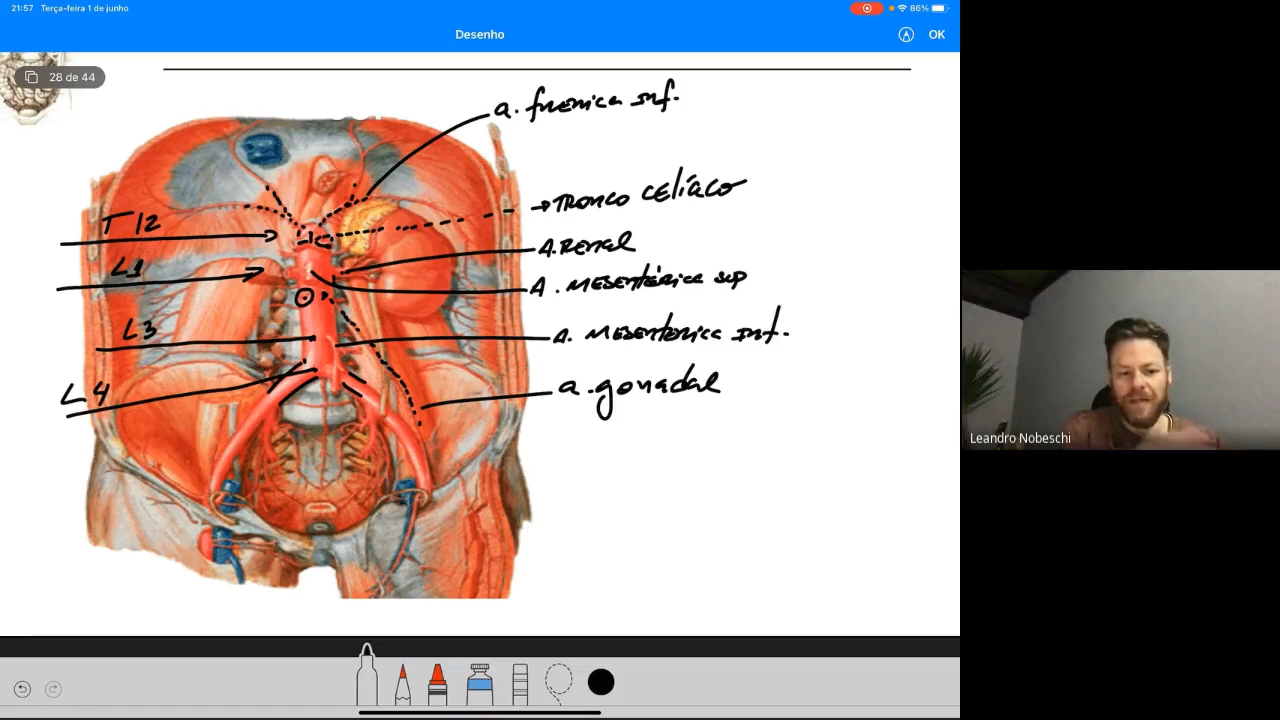 21:57 Terça-feira 1 de junho
86%
Desenho
OK
28 de 44
a. frenica inf.
TRONCO CELÍACO
T12
A. Renal
L1
A. MESENTÉRICA SUP
L3
a. MESENTÉRICA INF.
L4
a. gonadal
Leandro Nobeschi